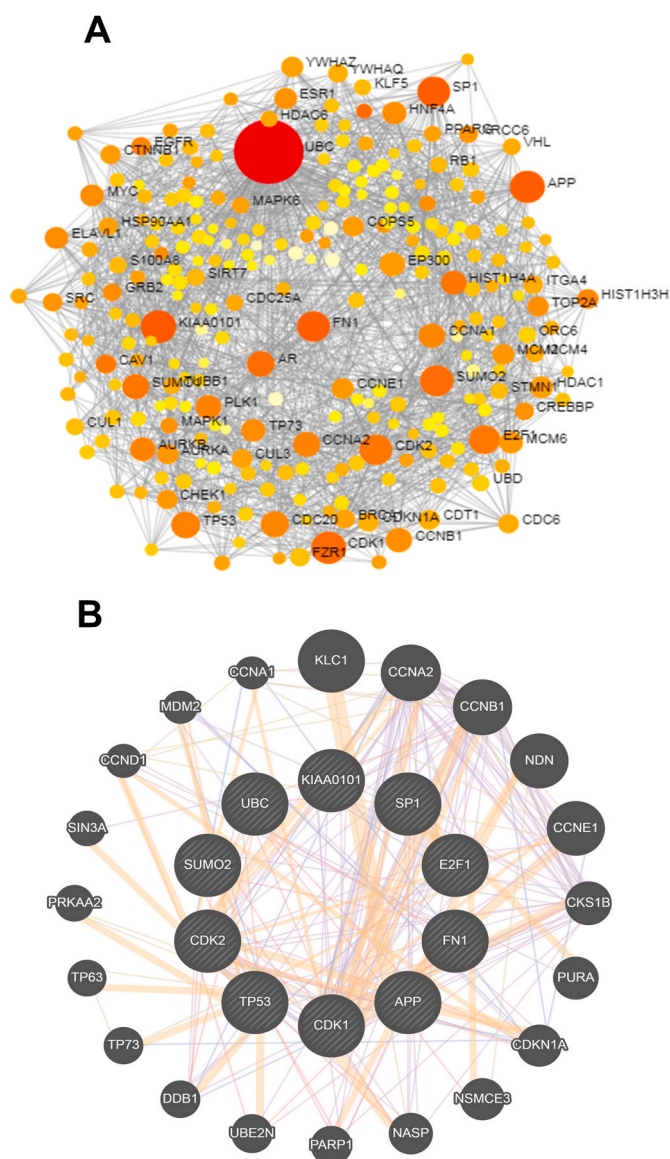 A
YWHAZ
YWHAQ
KLF5
SP1
ESR1
HNF4A
HDAC6
UBC
PPARG
ERCC6
VHL
EGFR
CTNNB1
RB1
APP
MYC
MAPK6
HSP90AA1
COPS5
ELAVL1
S100A8
SIRT7
EP300
HIST1H4A
ITGA4
HIST1H3H
GRB2
SRC
CDC25A
TOP2A
KIAA0101
FN1
CCNA1
ORC6
MCM2
MCM4
CAV1
AR
SUMO1
TUBB1
CCNE1
SUMO2
STMN1
HDAC1
PLK1
CREBBP
CUL1
MAPK1
TP73
E2F1
MCM6
AURKB
AURKA
CUL3
CCNA2
CDK2
CHEK1
UBD
TP53
CDC20
BRCA1
CDKN1A
CDT1
CDC6
FZR1
CDK1
CCNB1
B
KLC1
CCNA2
CCNA1
CCNB1
MDM2
NDN
CCND1
KIAA0101
SP1
UBC
CCNE1
SIN3A
SUMO2
E2F1
PRKAA2
CKS1B
CDK2
FN1
TP63
PURA
TP53
APP
CDK1
TP73
CDKN1A
DDB1
NSMCE3
UBE2N
PARP1
NASP